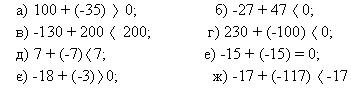 а) 100 + (-35) 〉 0; б) -27 + 47 〈 0;
в) -130 + 200 〈 200; г) 230 + (-100) 〈 0;
д) 7 + (-7)〈 7; е) -15 + (-15) = 0;
є) -18 + (-3) 〉0; ж) -17 + (-117) 〈 -17